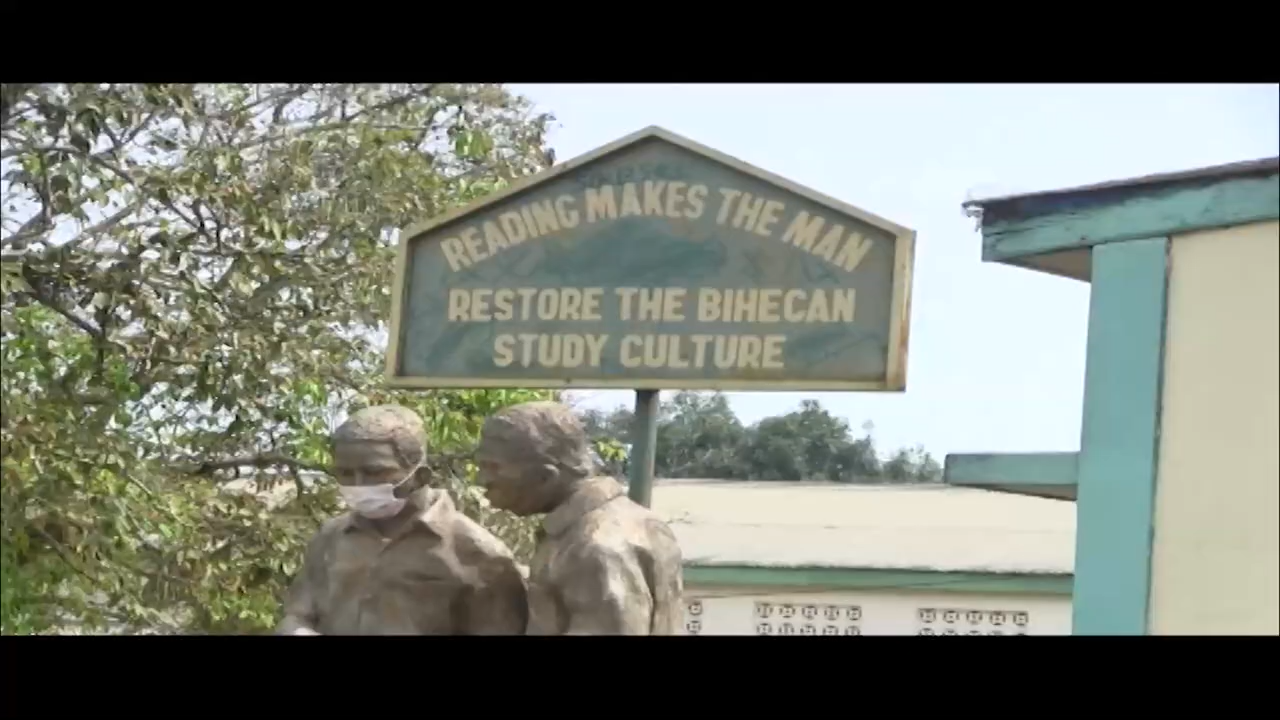 READING MAKES THE MAN
RESTORE THE BIHECAN
STUDY CULTURE